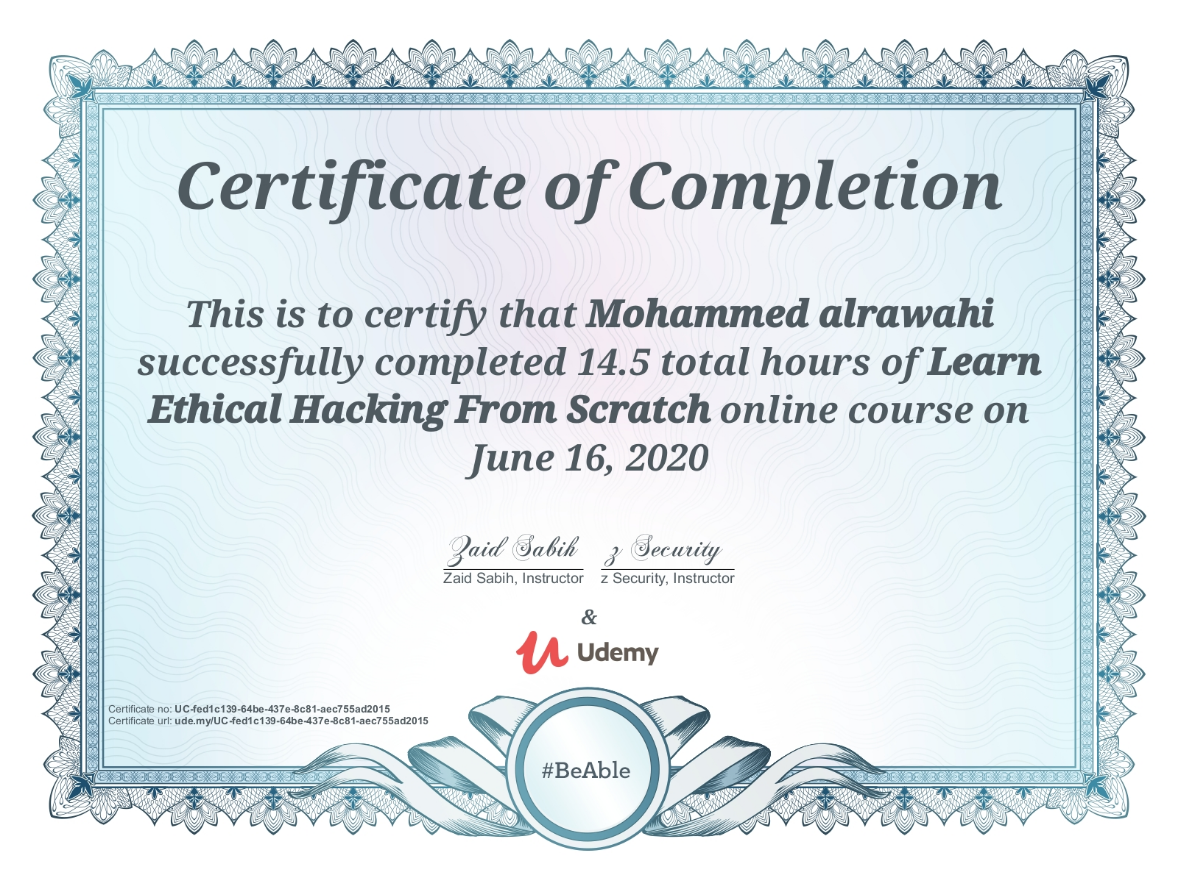 Certificate of Completion
This is to certify that Mohammed alrawahi
successfully completed 14.5 total hours of Learn
Ethical Hacking From Scratch online course on
June 16, 2020
Zaid Sabih z Security
Zaid Sabih, Instructor z Security, Instructor
&
Udemy
Certificate no: UC-fed1c139-64be-437e-8c81-aec755ad2015
Certificate url: ude.my/UC-fed1c139-64be-437e-8c81-aec755ad2015
#BeAble